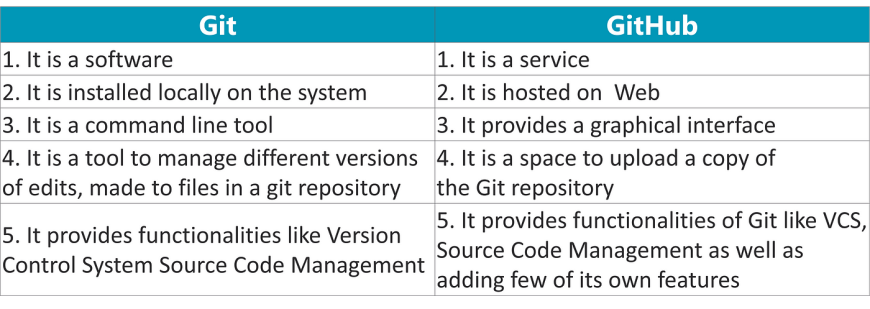 Git
GitHub
1. It is a software
1. It is a service
2. It is installed locally on the system
2. It is hosted on  Web
3. It is a command line tool
3. It provides a graphical interface
4. It is a tool to manage different versions
of edits, made to files in a git repository
4. It is a space to upload a copy of
the Git repository
5. It provides functionalities like Version
Control System Source Code Management
5. It provides functionalities of Git like VCS,
Source Code Management as well as
adding few of its own features